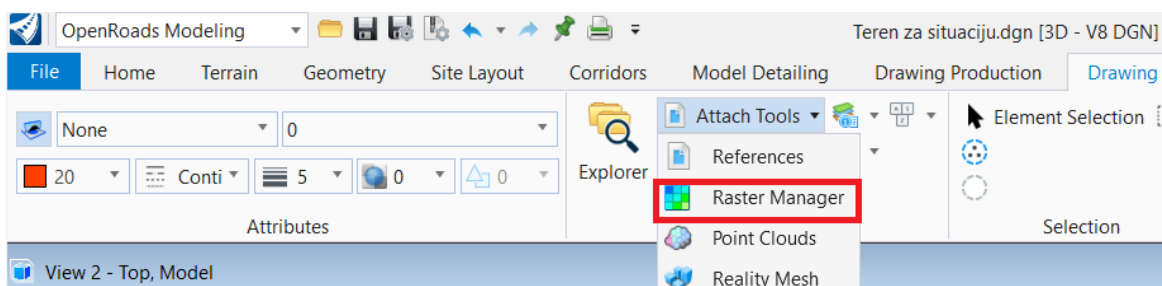 OpenRoads Modeling
Teren za situaciju.dgn [3D - V8 DGN]
File Home Terrain Geometry Site Layout Corridors Model Detailing Drawing Production Drawing
None 0
20 Conti 5 0 0
Attributes
Explorer
Attach Tools
References
Raster Manager
Point Clouds
Reality Mesh
Element Selection
Selection
View 2 - Top, Model